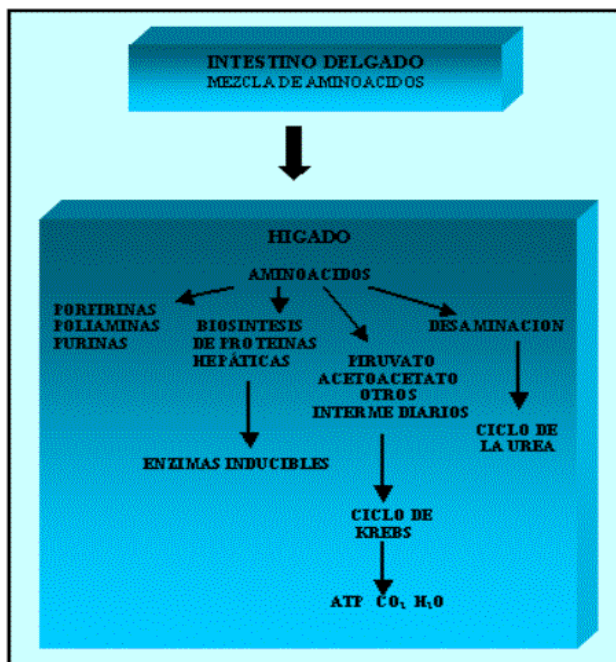 INTESTINO DELGADO
MEZCLA DE AMINOACIDOS
HIGADO
AMINOACIDOS
PORFIRINAS
POLIAMINAS
PURINAS
BIOSINTESIS
DE PROTEINAS
HEPÁTICAS
ENZIMAS INDUCIBLES
PIRUVATO
ACETOACETATO
OTROS
INTERME DIARIOS
CICLO DE
KREBS
ATP CO₂ H₂O
DESAMINACION
CICLO DE
LA UREA